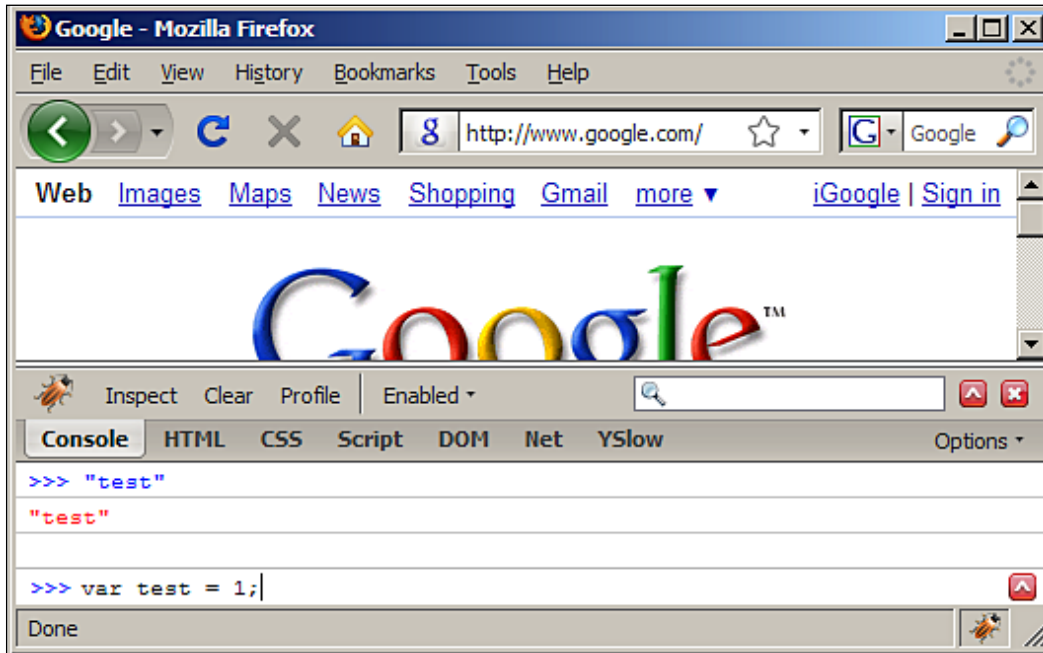 Google - Mozilla Firefox
File Edit View History Bookmarks Tools Help
g http://www.google.com/ G Google
Web Images Maps News Shopping Gmail more ▼ iGoogle | Sign in
Google™
Inspect Clear Profile Enabled
Console HTML CSS Script DOM Net YSlow Options
>>> "test"
"test"
>>> var test = 1;
Done